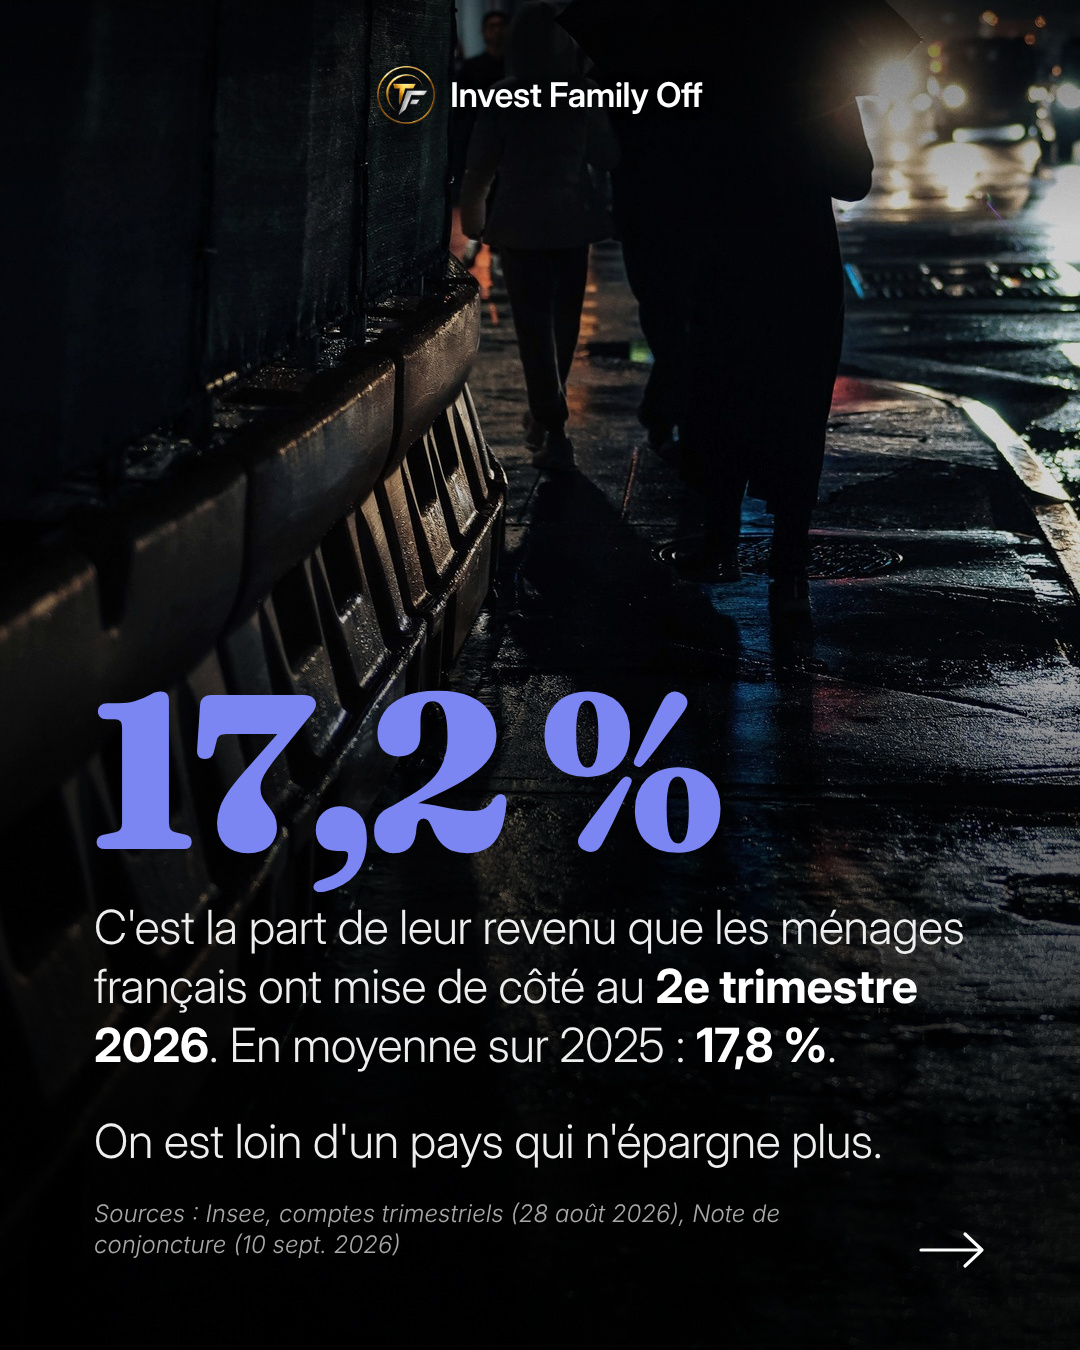 TF Invest Family Off
17,2 %
C'est la part de leur revenu que les ménages
français ont mise de côté au 2e trimestre
2026. En moyenne sur 2025 : 17,8 %.
On est loin d'un pays qui n'épargne plus.
Sources : Insee, comptes trimestriels (28 août 2026), Note de
conjoncture (10 sept. 2026)